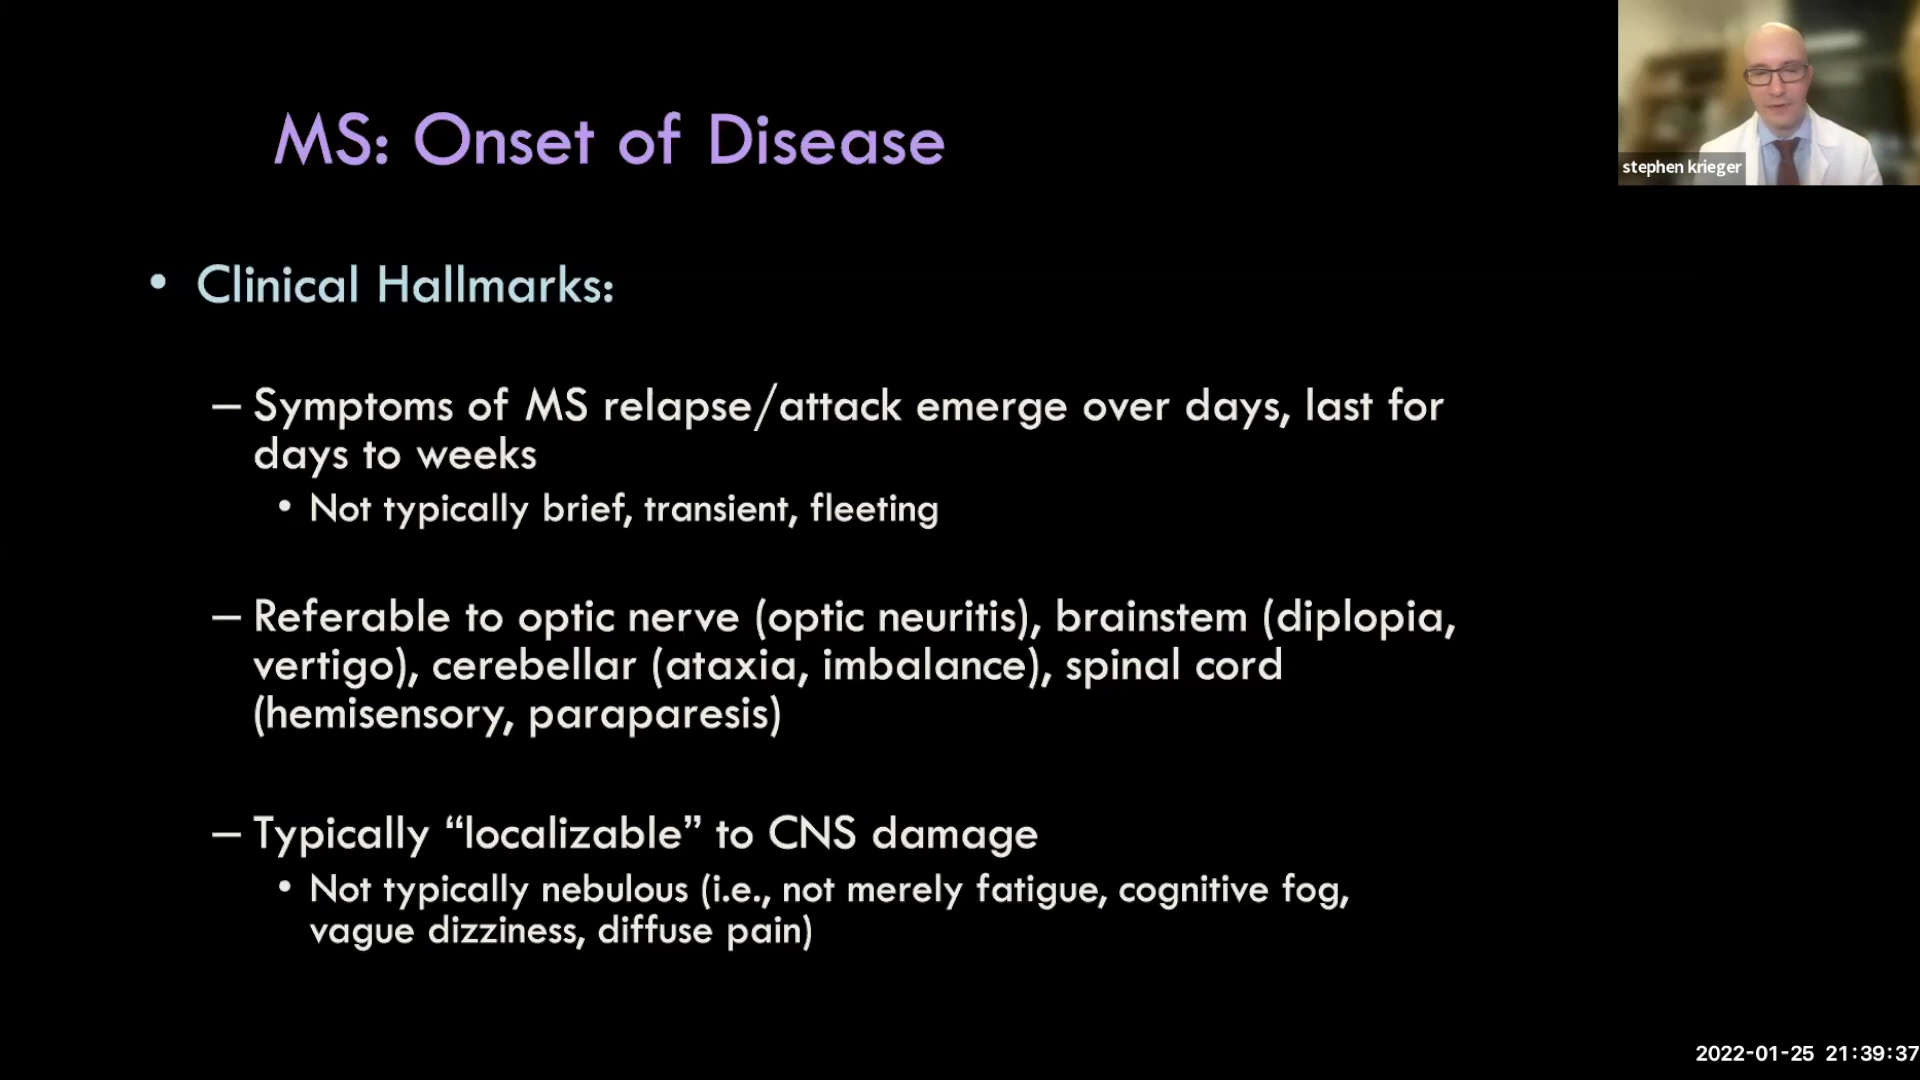 MS: Onset of Disease
stephen krieger
• Clinical Hallmarks:
– Symptoms of MS relapse/attack emerge over days, last for
days to weeks
• Not typically brief, transient, fleeting
– Referable to optic nerve (optic neuritis), brainstem (diplopia,
vertigo), cerebellar (ataxia, imbalance), spinal cord
(hemisensory, paraparesis)
– Typically “localizable” to CNS damage
• Not typically nebulous (i.e., not merely fatigue, cognitive fog,
vague dizziness, diffuse pain)
2022-01-25 21:39:37